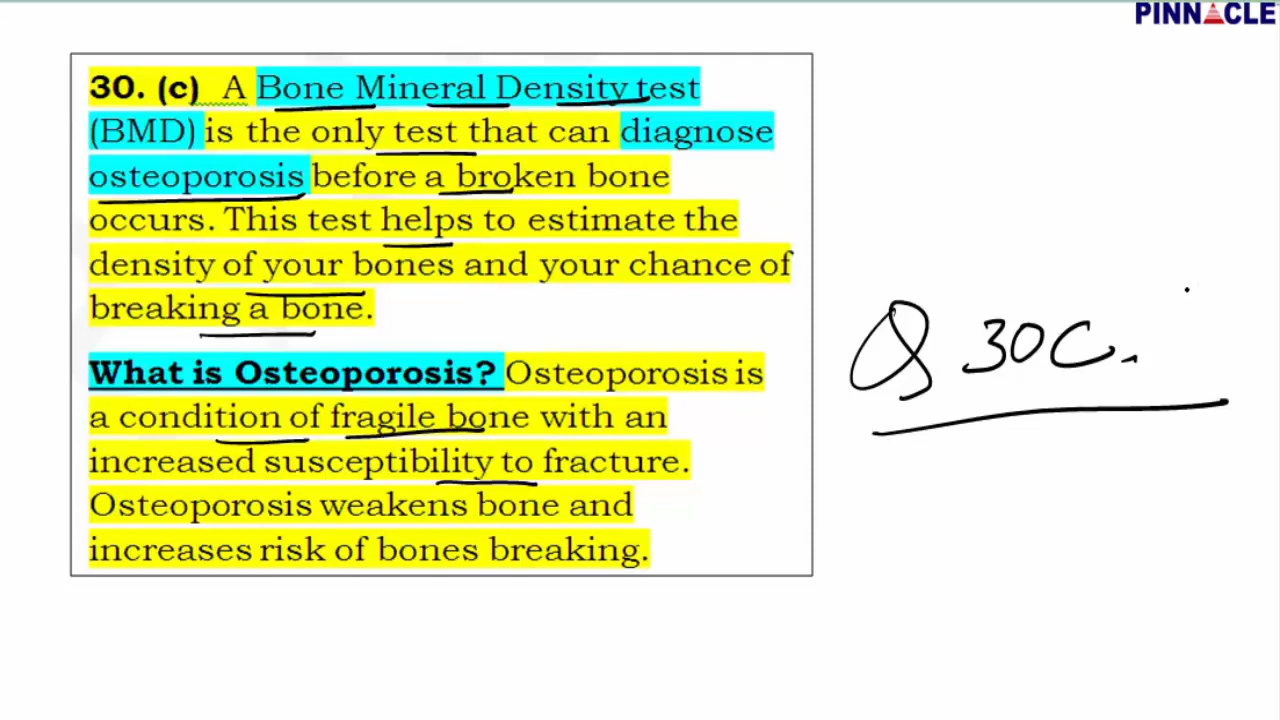 PINNACLE
30. (c) A Bone Mineral Density test
(BMD) is the only test that can diagnose
osteoporosis before a broken bone
occurs. This test helps to estimate the
density of your bones and your chance of
breaking a bone.
What is Osteoporosis? Osteoporosis is
a condition of fragile bone with an
increased susceptibility to fracture.
Osteoporosis weakens bone and
increases risk of bones breaking.
Q 30C.